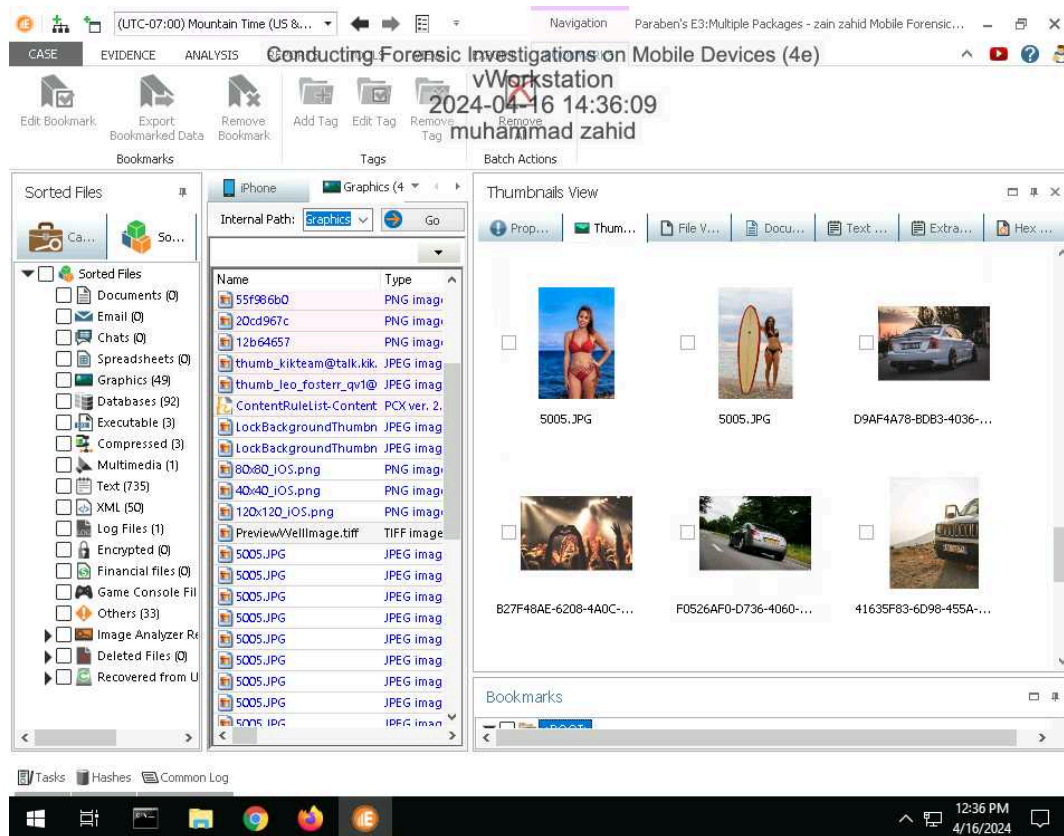 (UTC-07:00) Mountain Time (US &...
Navigation
Paraben's E3:Multiple Packages - zain zahid Mobile Forensic...
CASE
EVIDENCE
ANALYSIS
Conducting Forensic Investigations on Mobile Devices (4e)
vWorkstation
2024-04-16 14:36:09
muhammad zahid
Edit Bookmark
Export Bookmarked Data
Remove Bookmark
Add Tag
Edit Tag
Remove Tag
Remove
Bookmarks
Tags
Batch Actions
Sorted Files
Ca...
So...
Sorted Files
Documents (0)
Email (0)
Chats (0)
Spreadsheets (0)
Graphics (49)
Databases (92)
Executable (3)
Compressed (3)
Multimedia (1)
Text (735)
XML (50)
Log Files (1)
Encrypted (0)
Financial files (0)
Game Console Fil
Others (33)
Image Analyzer Re
Deleted Files (0)
Recovered from U
iPhone
Graphics (4
Internal Path:
Graphics
Go
Name Type
55f986b0 PNG imag
20cd967c PNG imag
12b64657 PNG imag
thumb_kikteam@talk.kik. JPEG imag
thumb_leo_fosterr_qv1@ JPEG imag
ContentRuleList-Content PCX ver. 2.
LockBackgroundThumbn JPEG imag
LockBackgroundThumbn JPEG imag
80x80_iOS.png PNG imag
40x40_iOS.png PNG imag
120x120_iOS.png PNG imag
PreviewWellImage.tiff TIFF image
5005.JPG JPEG imag
5005.JPG JPEG imag
5005.JPG JPEG imag
5005.JPG JPEG imag
5005.JPG JPEG imag
5005.JPG JPEG imag
5005.JPG JPEG imag
5005.JPG JPEG imag
5005.JPG JPEG imag
Thumbnails View
Prop...
Thum...
File V...
Docu...
Text ...
Extra...
Hex ...
5005.JPG
5005.JPG
D9AF4A78-BDB3-4036-...
B27F48AE-6208-4A0C-...
F0526AF0-D736-4060-...
41635F83-6D98-455A-...
Bookmarks
Tasks
Hashes
Common Log
12:36 PM
4/16/2024